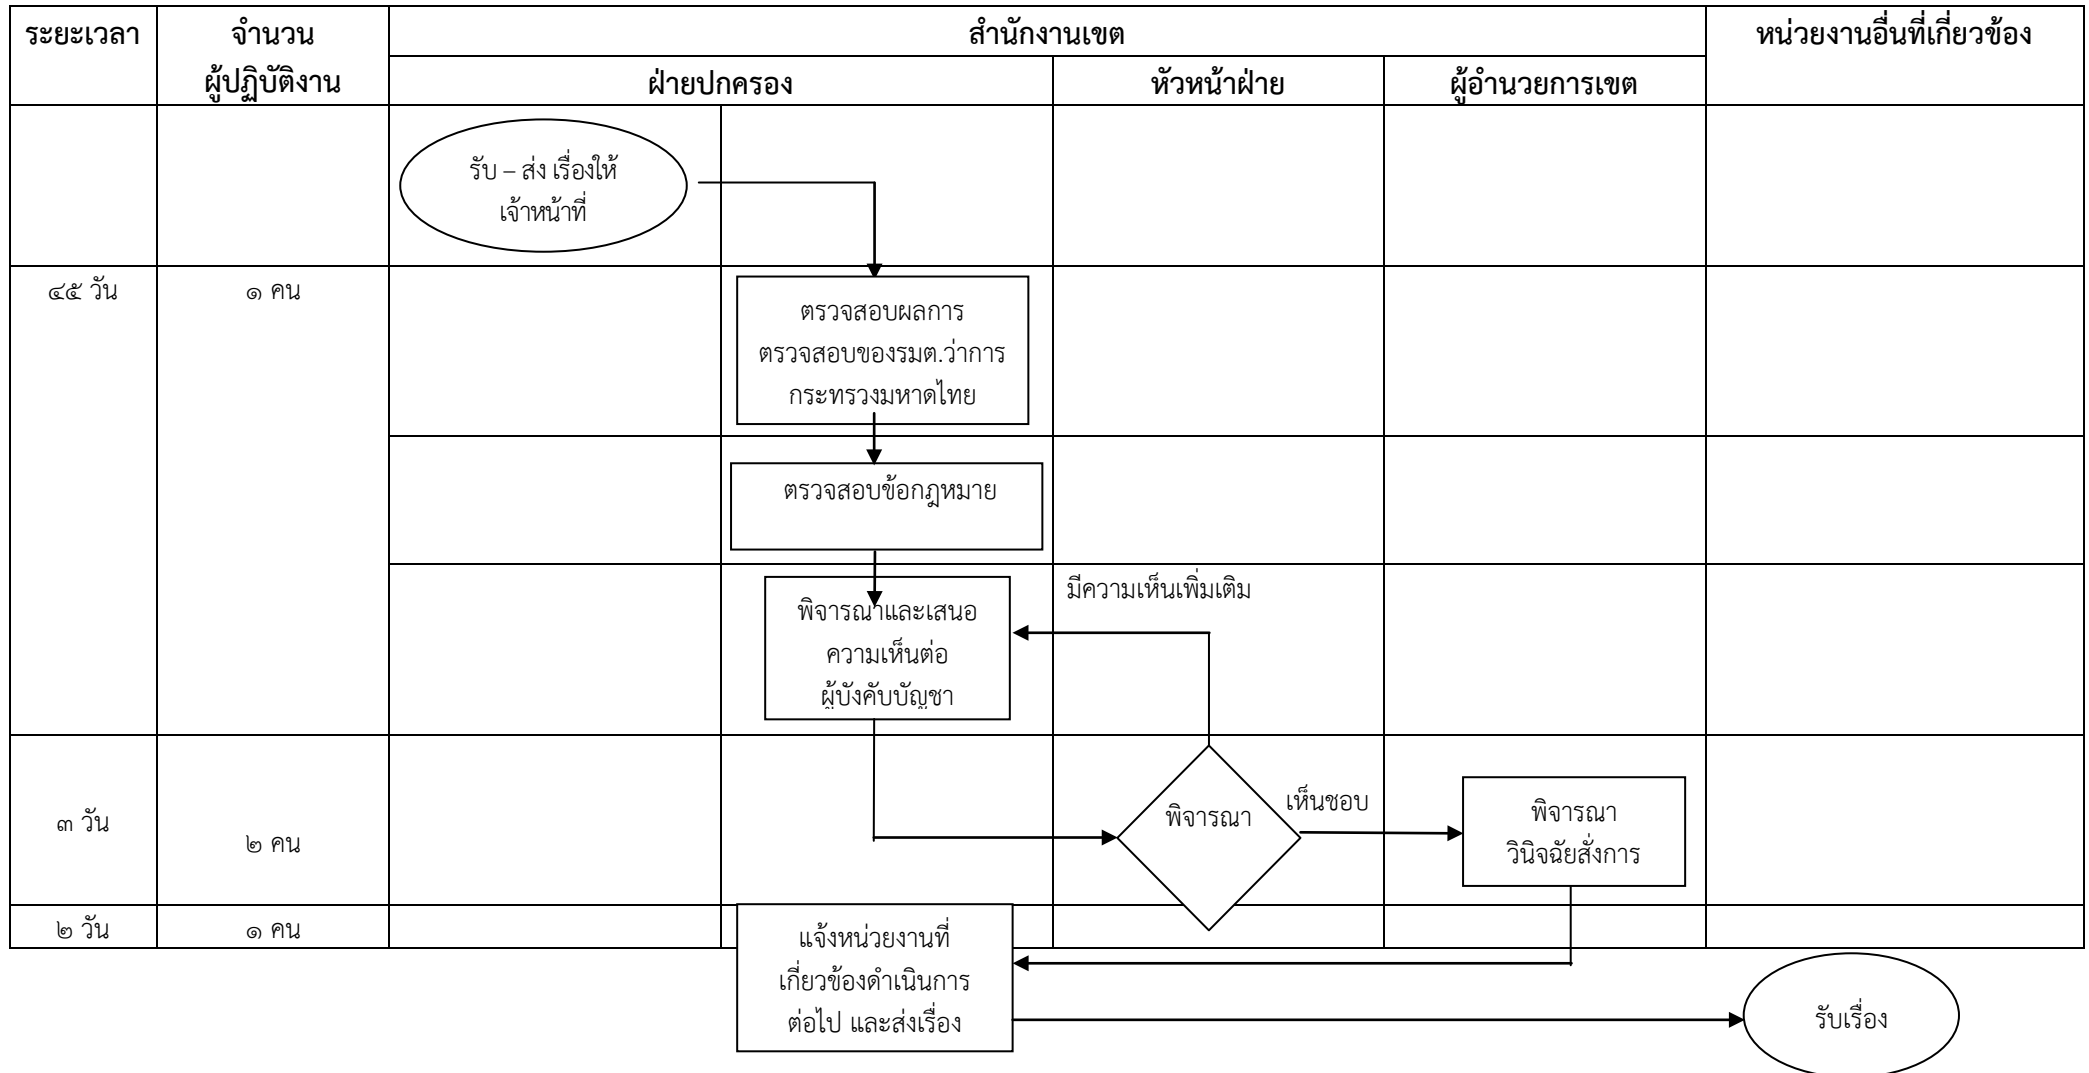 ระยะเวลา
จำนวน
ผู้ปฏิบัติงาน
สำนักงานเขต
หน่วยงานอื่นที่เกี่ยวข้อง
ฝ่ายปกครอง
หัวหน้าฝ่าย
ผู้อำนวยการเขต
รับ – ส่ง เรื่องให้
เจ้าหน้าที่
๔๕ วัน
๑ คน
ตรวจสอบผลการ
ตรวจสอบของรมต.ว่าการ
กระทรวงมหาดไทย
ตรวจสอบข้อกฎหมาย
พิจารณาและเสนอ
ความเห็นต่อ
ผู้บังคับบัญชา
มีความเห็นเพิ่มเติม
๓ วัน
๒ คน
พิจารณา
เห็นชอบ
พิจารณา
วินิจฉัยสั่งการ
๒ วัน
๑ คน
แจ้งหน่วยงานที่
เกี่ยวข้องดำเนินการ
ต่อไป และส่งเรื่อง
รับเรื่อง